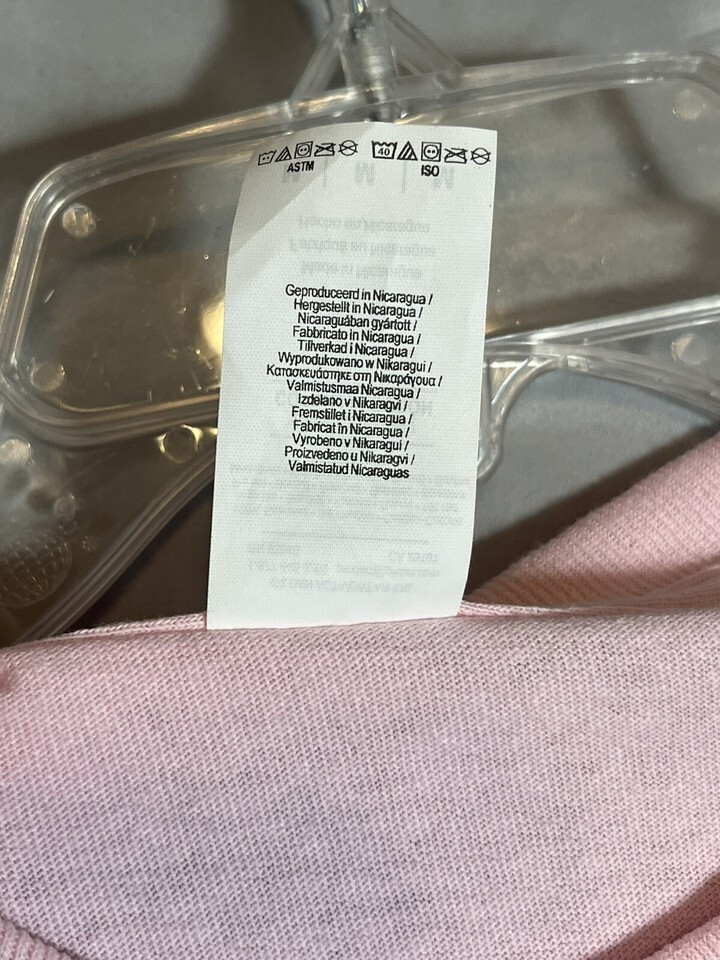 40
ASTM ISO
Geproduceerd in Nicaragua /
Hergestellt in Nicaragua /
Nicaraguában gyártott /
Fabbricato in Nicaragua /
Tillverkad i Nicaragua /
Wyprodukowano w Nikaragui /
Κατασκευάστηκε στη Νικαράγουα /
Valmistusmaa Nicaragua /
Izdelano v Nikaragvi /
Fremstillet i Nicaragua /
Fabricat în Nicaragua /
Vyrobeno v Nikaragui /
Proizvedeno u Nikaragvi /
Valmistatud Nicaraguas